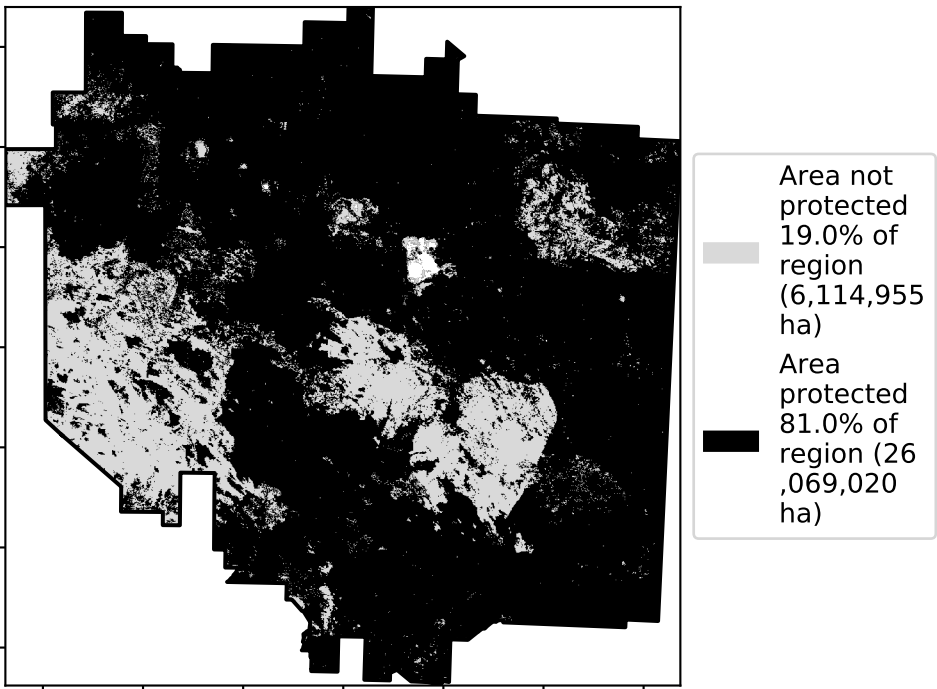 Area not
protected
19.0% of
region
(6,114,955
ha)
Area
protected
81.0% of
region (26
,069,020
ha)